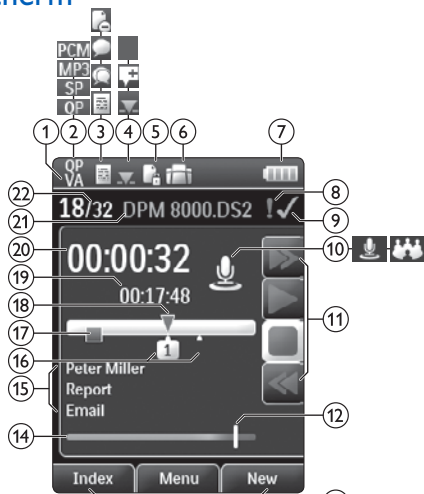 PCM
MP3
SP
QP
1 2 3 4 5 6 7
QP
VA
22 18/32 DPM 8000.DS2 ! 8
21 9
20 00:00:32 10
19 00:17:48
18 11
17
1
16
Peter Miller
15 Report
Email 12
14
Index Menu New